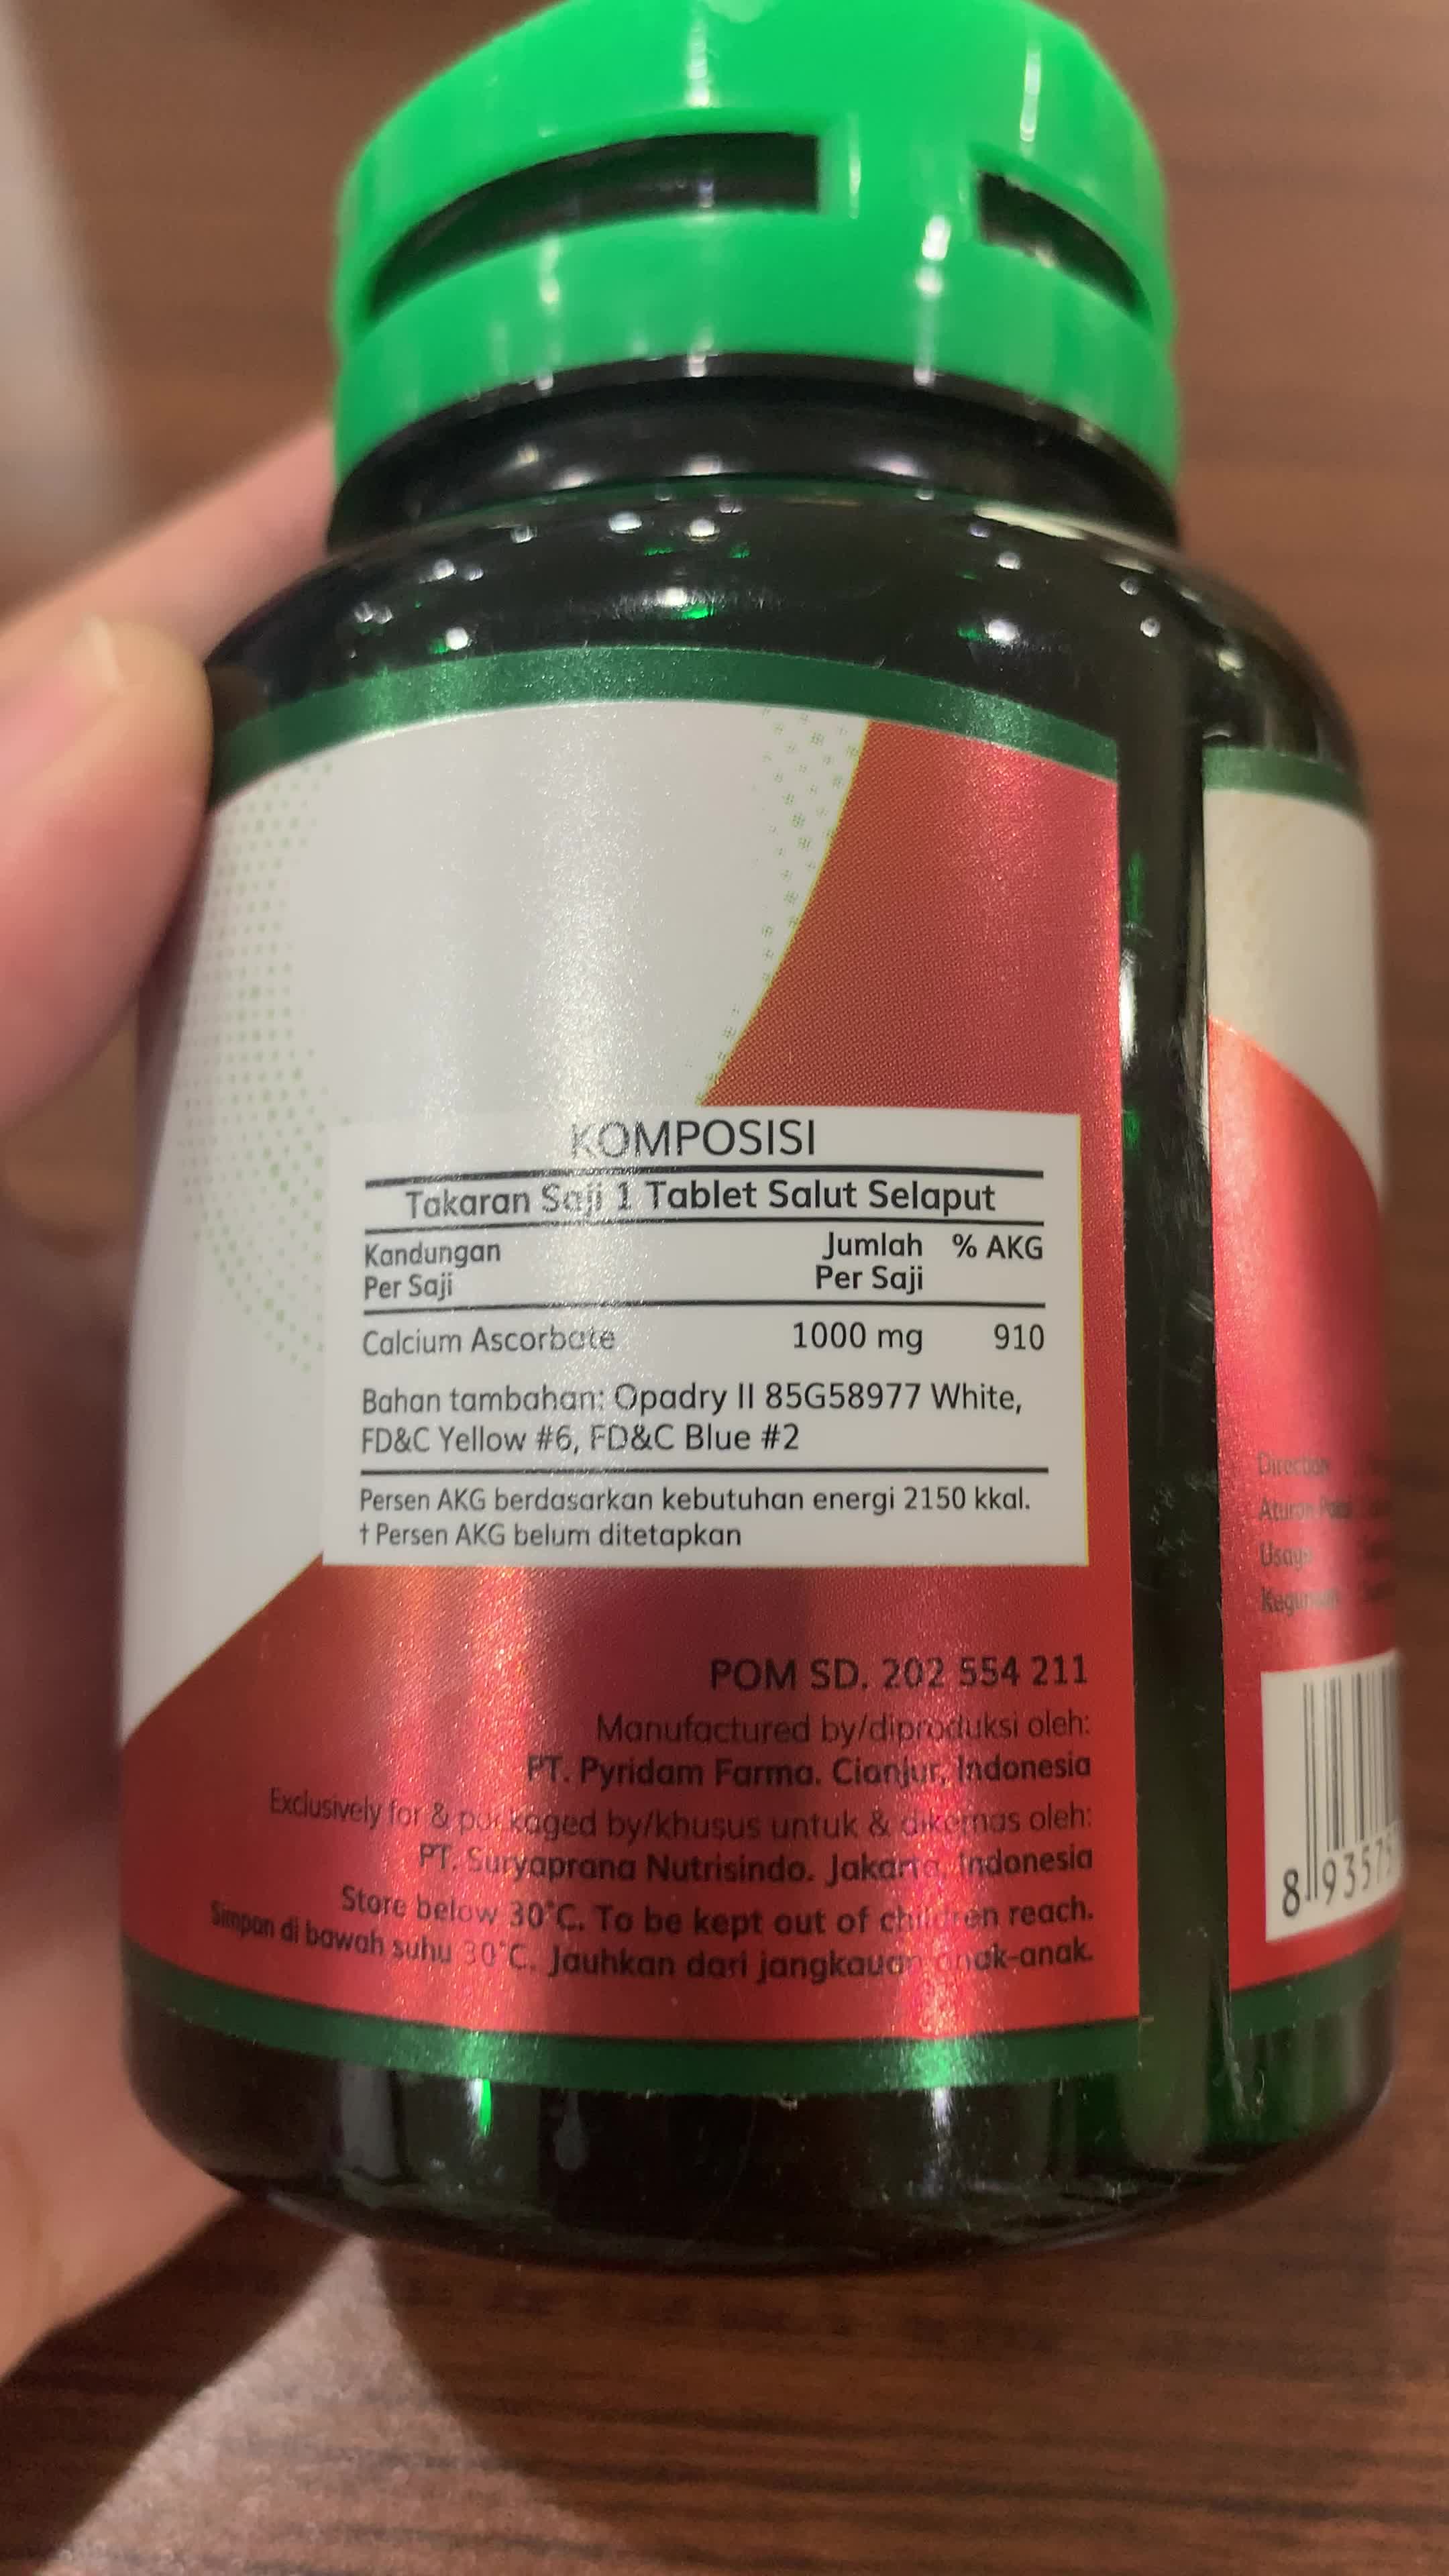 KOMPOSISI
Takaran Saji 1 Tablet Salut Selaput
Kandungan Per Saji Jumlah Per Saji % AKG
Calcium Ascorbate 1000 mg 910
Bahan tambahan: Opadry II 85G58977 White,
FD&C Yellow #6, FD&C Blue #2
Persen AKG berdasarkan kebutuhan energi 2150 kkal.
† Persen AKG belum ditetapkan
POM SD. 202 554 211
Manufactured by/diproduksi oleh:
PT. Pyridam Farma. Cianjur, Indonesia
Exclusively for & packaged by/khusus untuk & dikemas oleh:
PT. Suryaprana Nutrisindo. Jakarta, Indonesia
Store below 30°C. To be kept out of children reach.
Simpan di bawah suhu 30°C. Jauhkan dari jangkauan anak-anak.
Direction
Aturan Pakai
Usage
Kegunaan
8 93575